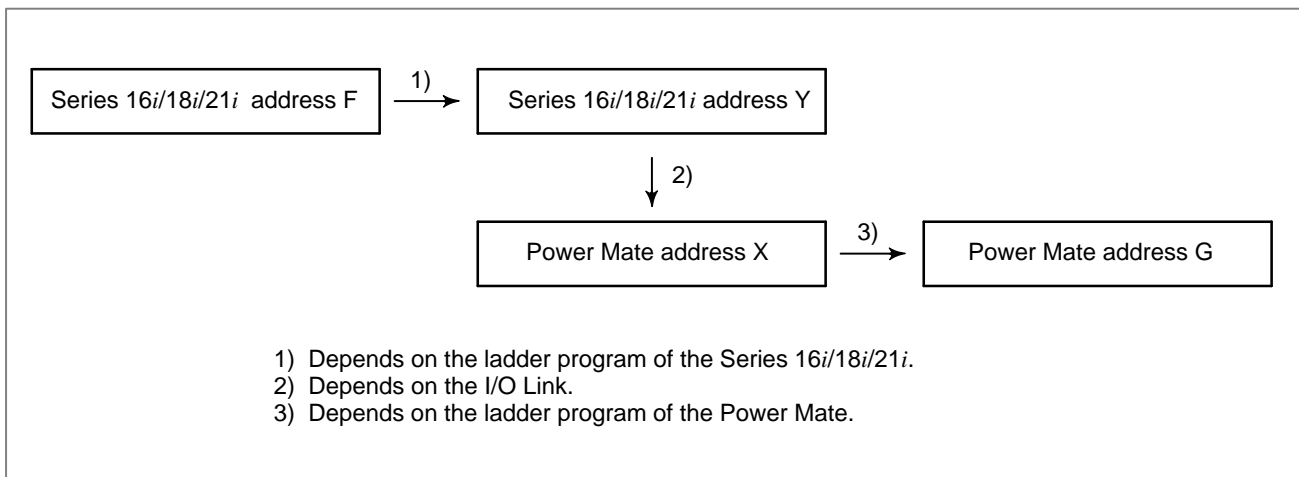 Series 16i/18i/21i address F
1)
Series 16i/18i/21i address Y
2)
Power Mate address X
3)
Power Mate address G
1) Depends on the ladder program of the Series 16i/18i/21i.
2) Depends on the I/O Link.
3) Depends on the ladder program of the Power Mate.